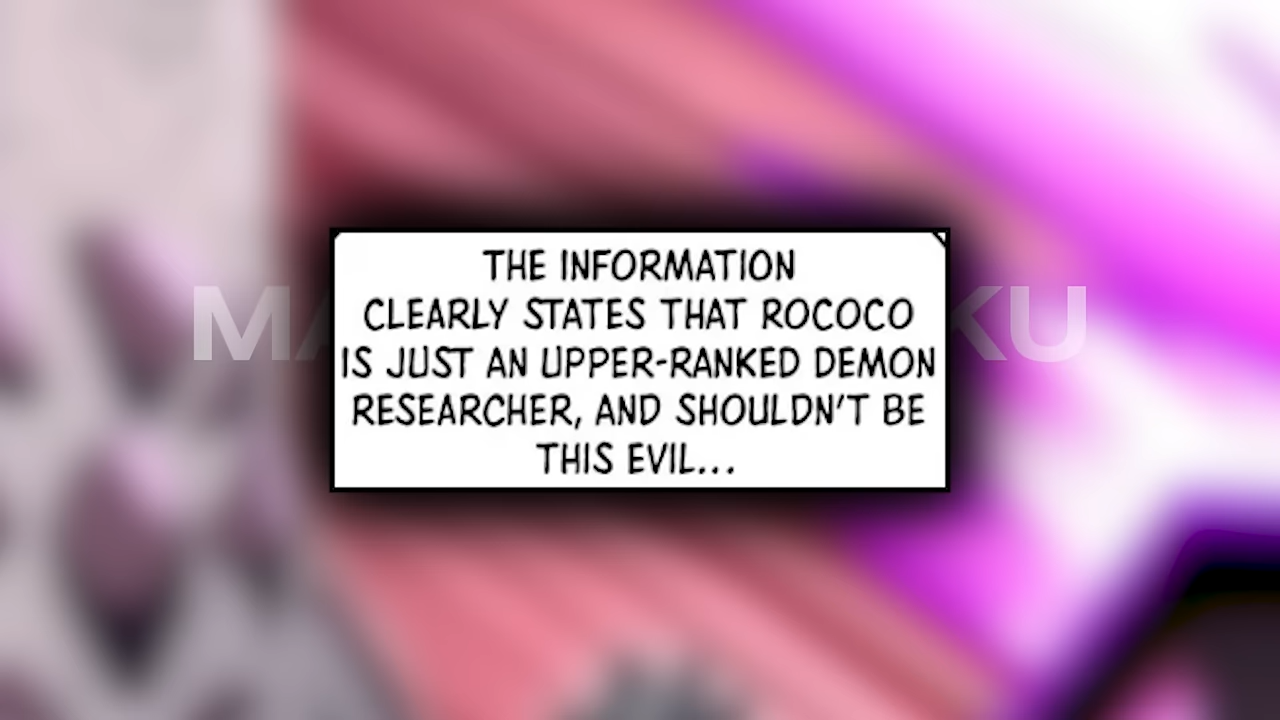 THE INFORMATION
CLEARLY STATES THAT ROCOCO
IS JUST AN UPPER-RANKED DEMON
RESEARCHER, AND SHOULDN'T BE
THIS EVIL...